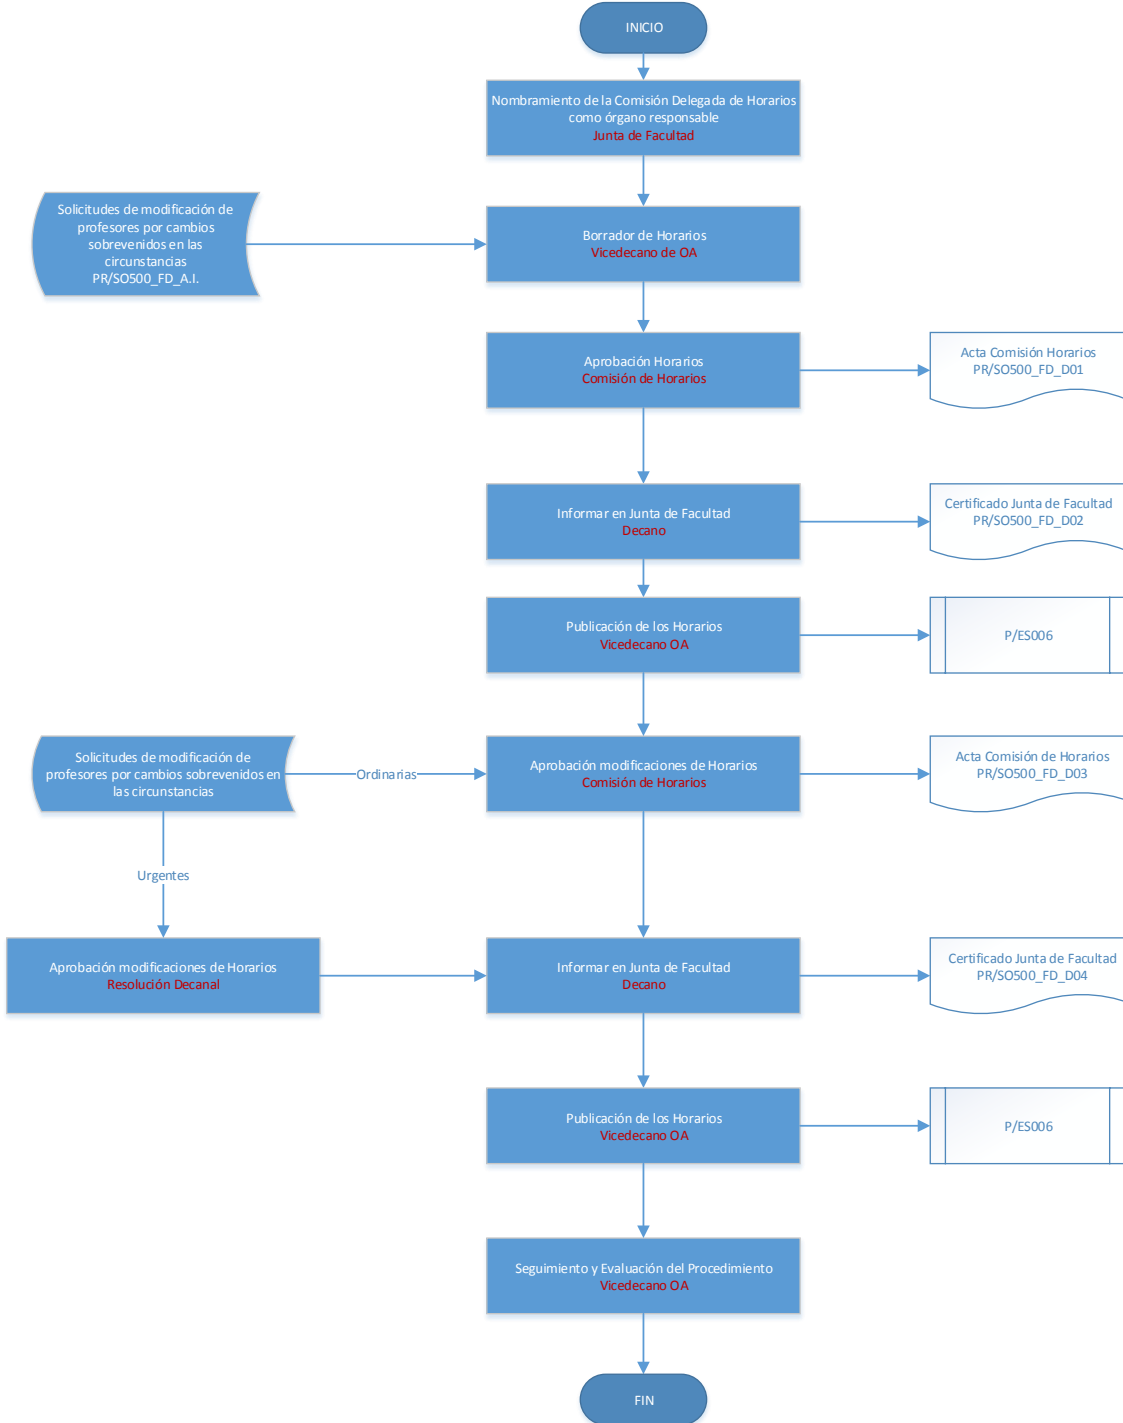 INICIO
Nombramiento de la Comisión Delegada de Horarios
como órgano responsable
Junta de Facultad
Solicitudes de modificación de
profesores por cambios
sobrevenidos en las
circunstancias
PR/SO500_FD_A.I.
Borrador de Horarios
Vicedecano de OA
Aprobación Horarios
Comisión de Horarios
Acta Comisión Horarios
PR/SO500_FD_D01
Informar en Junta de Facultad
Decano
Certificado Junta de Facultad
PR/SO500_FD_D02
Publicación de los Horarios
Vicedecano OA
P/ES006
Solicitudes de modificación de
profesores por cambios sobrevenidos en
las circunstancias
Ordinarias
Aprobación modificaciones de Horarios
Comisión de Horarios
Acta Comisión de Horarios
PR/SO500_FD_D03
Urgentes
Aprobación modificaciones de Horarios
Resolución Decanal
Informar en Junta de Facultad
Decano
Certificado Junta de Facultad
PR/SO500_FD_D04
Publicación de los Horarios
Vicedecano OA
P/ES006
Seguimiento y Evaluación del Procedimiento
Vicedecano OA
FIN